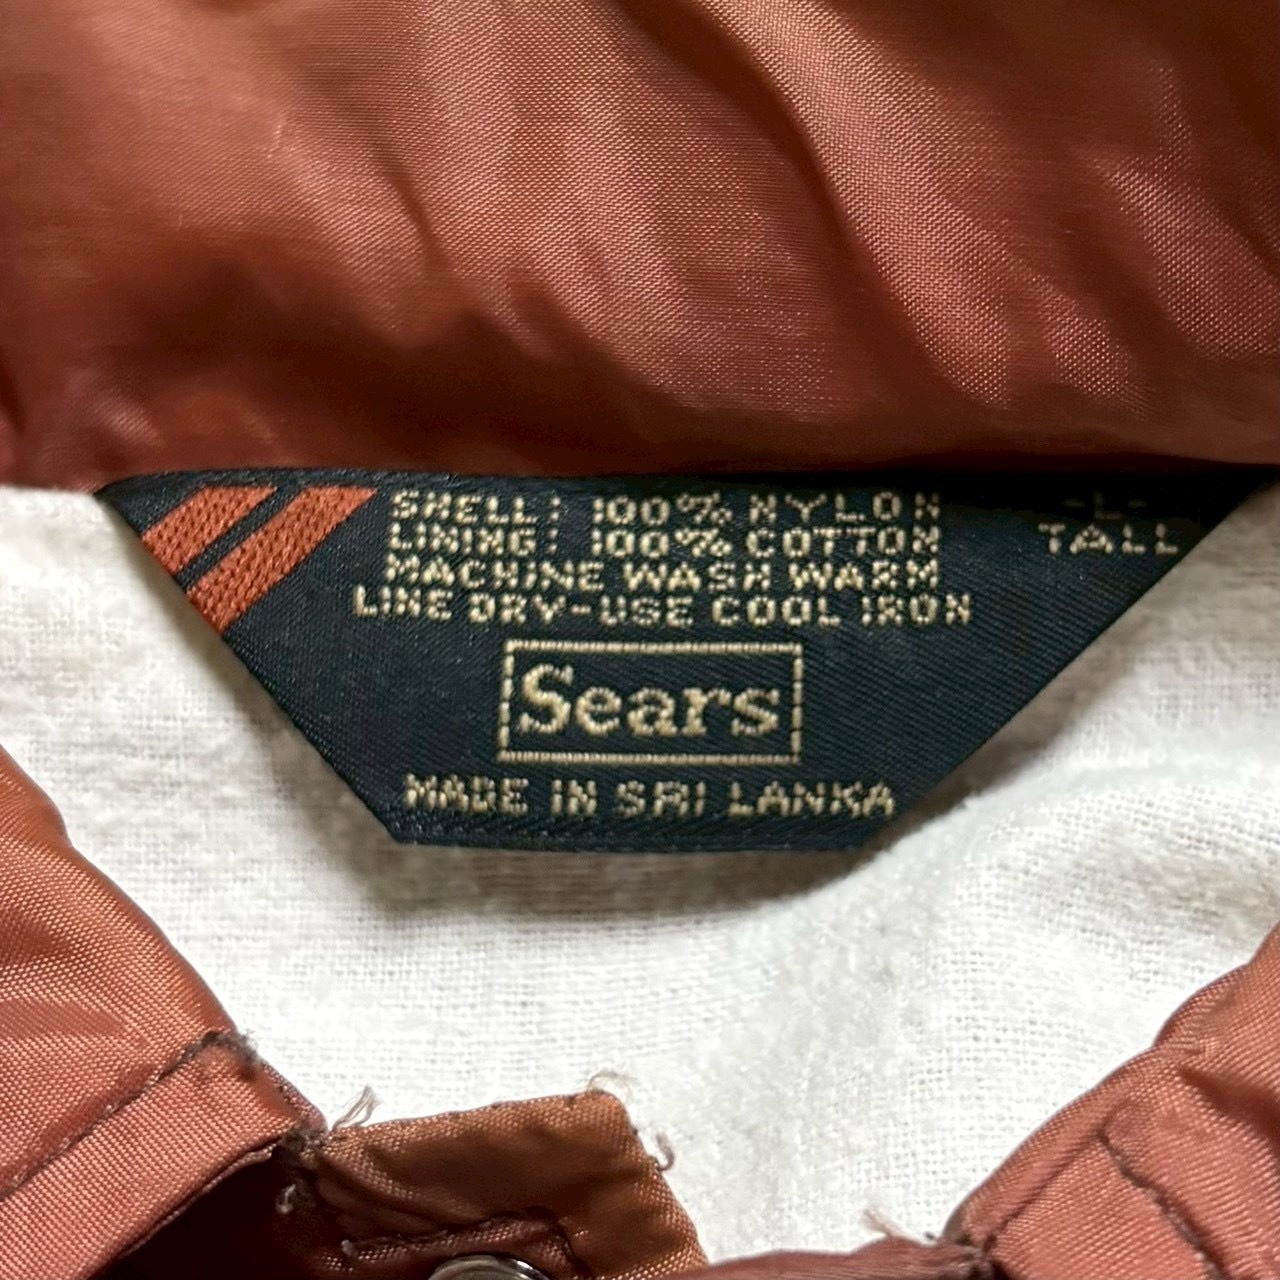 SHELL: 100% NYLON
LINING: 100% COTTON
MACHINE WASH WARM
LINE DRY-USE COOL IRON
-L-
TALL
Sears
MADE IN SRI LANKA